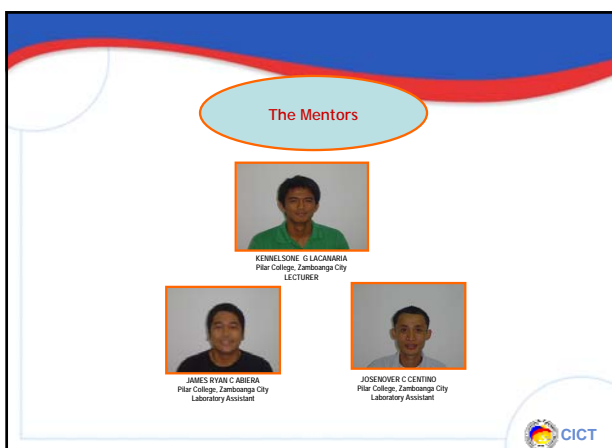 The Mentors
KENNELSONE G LACANARIA
Pilar College, Zamboanga City
LECTURER
JAMES RYAN C ABIERA
Pilar College, Zamboanga City
Laboratory Assistant
JOSENOVER C CENTINO
Pilar College, Zamboanga City
Laboratory Assistant
CICT